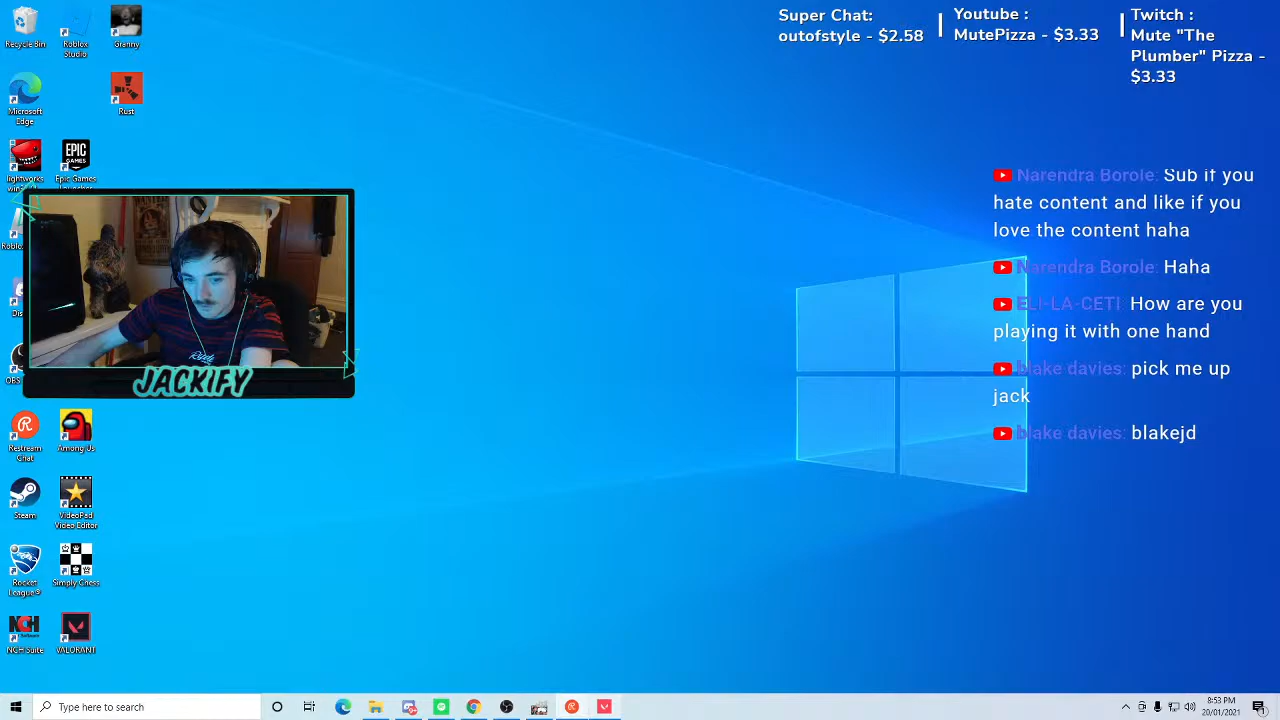 Recycle Bin
Roblox Studio
Granny
Microsoft Edge
Rust
lightworks
Epic Games Launcher
EPIC GAMES
Restream Chat
Among Us
Steam
VideoPad Video Editor
Rocket League®
Simply Chess
NCH Suite
VALORANT
JACKIFY
Super Chat:
outofstyle - $2.58
Youtube :
MutePizza - $3.33
Twitch :
Mute "The
Plumber" Pizza -
$3.33
Narendra Borole: Sub if you
hate content and like if you
love the content haha
Narendra Borole: Haha
ELI-LA-CETI: How are you
playing it with one hand
blake davies: pick me up
jack
blake davies: blakejd
Type here to search
8:53 PM
20/01/2021